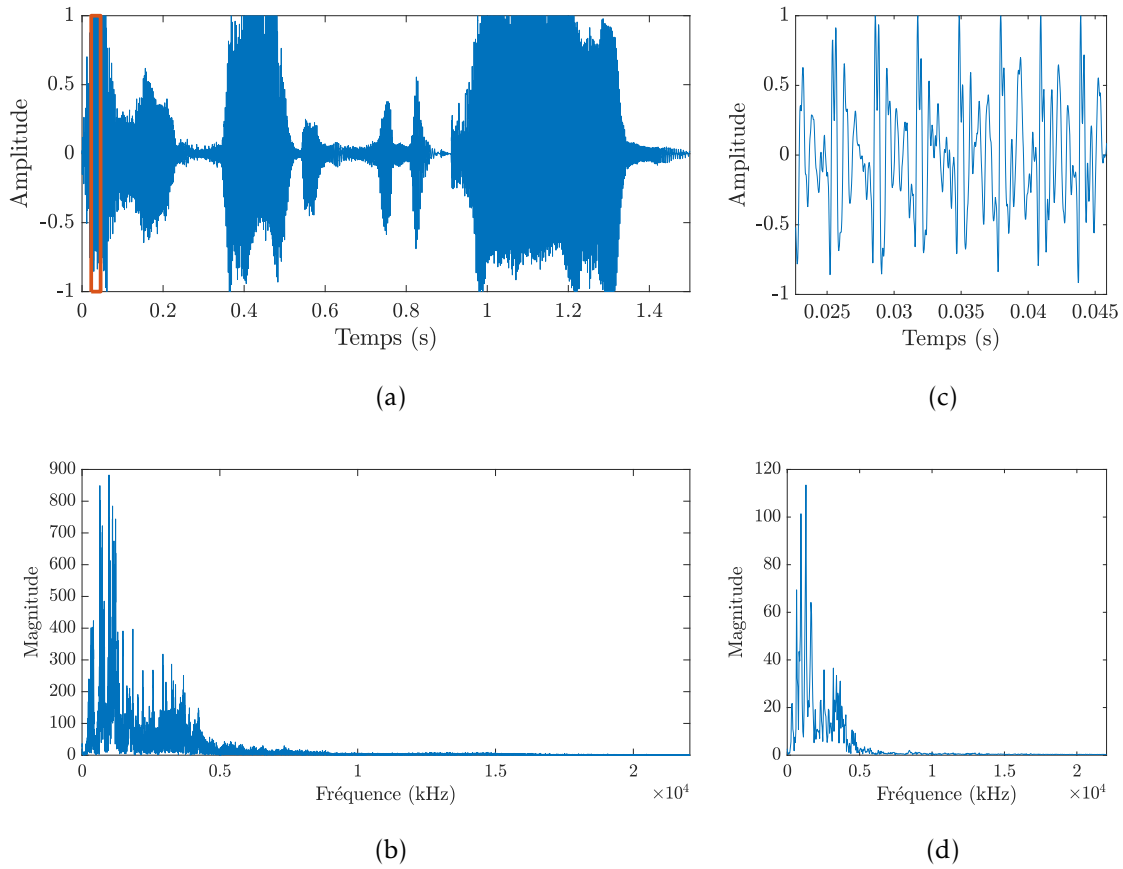 1
0.5
0
-0.5
-1
Amplitude
0 0.2 0.4 0.6 0.8 1 1.2 1.4
Temps (s)
(a)
1
0.5
0
-0.5
-1
Amplitude
0.025 0.03 0.035 0.04 0.045
Temps (s)
(c)
900
800
700
600
500
400
300
200
100
0
Magnitude
0 0.5 1 1.5 2
Fréquence (kHz)
×10⁴
(b)
120
100
80
60
40
20
0
Magnitude
0 0.5 1 1.5 2
Fréquence (kHz)
×10⁴
(d)